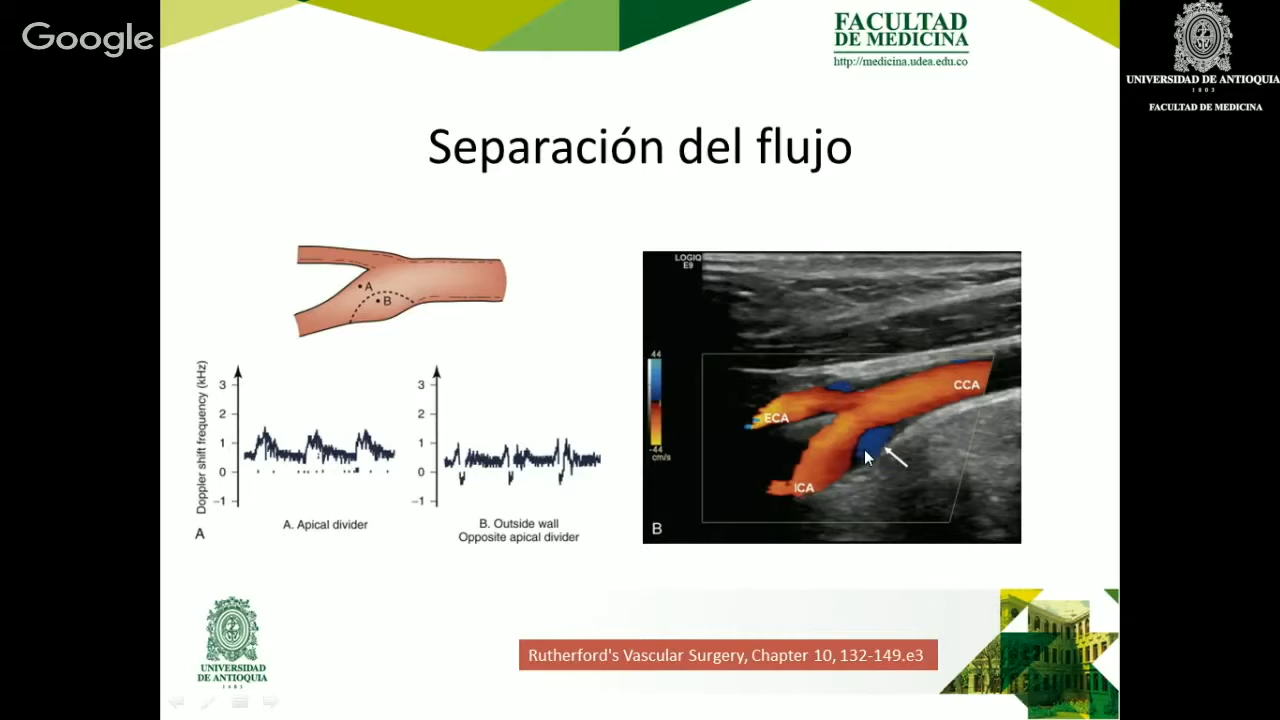 Google
FACULTAD
DE MEDICINA
http://medicina.udea.edu.co
UNIVERSIDAD DE ANTIOQUIA
1803
FACULTAD DE MEDICINA
Separación del flujo
A
B
Doppler shift frequency (kHz)
3
2
1
0
–1
A. Apical divider
A
3
2
1
0
–1
B. Outside wall
Opposite apical divider
LOGIQ
E9
44
-44
cm/s
CCA
ECA
ICA
B
UNIVERSIDAD
DE ANTIOQUIA
1803
Rutherford's Vascular Surgery, Chapter 10, 132-149.e3